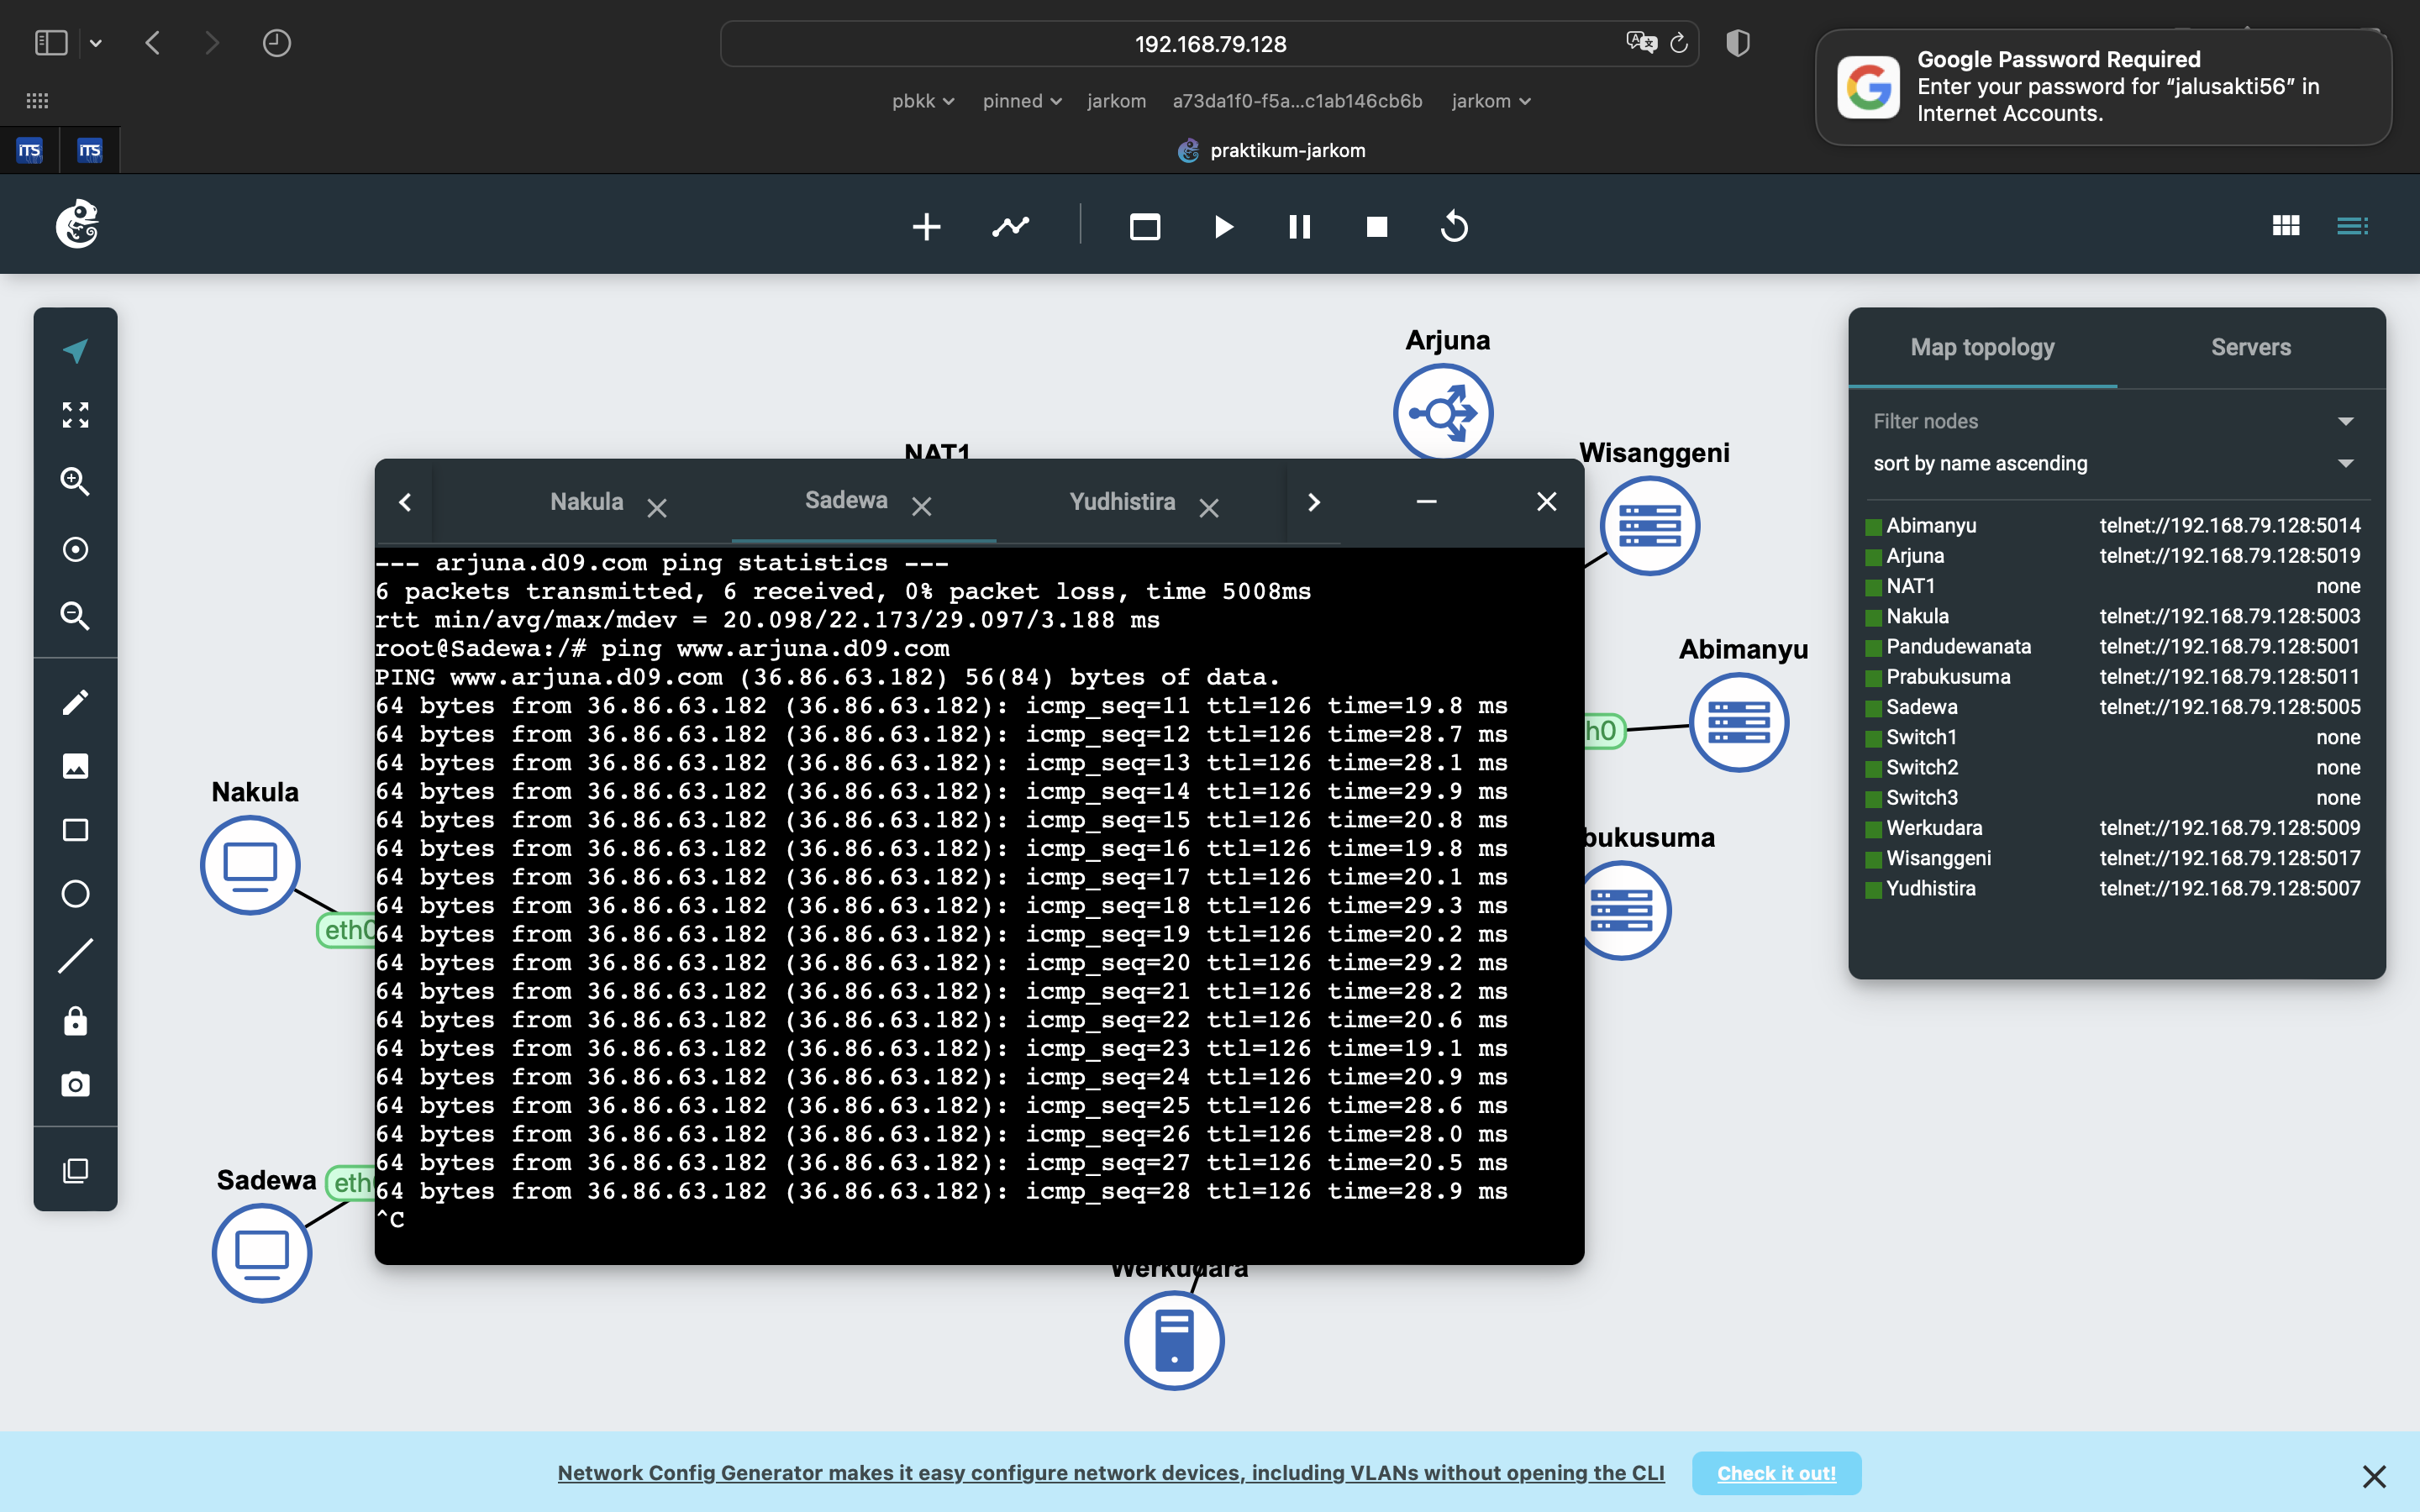 192.168.79.128
Google Password Required
Enter your password for “jalusakti56” in
Internet Accounts.
pbkk
pinned
jarkom
a73da1f0-f5a...c1ab146cb6b
jarkom
iTS
iTS
praktikum-jarkom
Arjuna
NAT1
Wisanggeni
Abimanyu
h0
bukusuma
Nakula
eth0
Sadewa
eth
Werkudara
Nakula
Sadewa
Yudhistira
--- arjuna.d09.com ping statistics ---
6 packets transmitted, 6 received, 0% packet loss, time 5008ms
rtt min/avg/max/mdev = 20.098/22.173/29.097/3.188 ms
root@Sadewa:/# ping www.arjuna.d09.com
PING www.arjuna.d09.com (36.86.63.182) 56(84) bytes of data.
64 bytes from 36.86.63.182 (36.86.63.182): icmp_seq=11 ttl=126 time=19.8 ms
64 bytes from 36.86.63.182 (36.86.63.182): icmp_seq=12 ttl=126 time=28.7 ms
64 bytes from 36.86.63.182 (36.86.63.182): icmp_seq=13 ttl=126 time=28.1 ms
64 bytes from 36.86.63.182 (36.86.63.182): icmp_seq=14 ttl=126 time=29.9 ms
64 bytes from 36.86.63.182 (36.86.63.182): icmp_seq=15 ttl=126 time=20.8 ms
64 bytes from 36.86.63.182 (36.86.63.182): icmp_seq=16 ttl=126 time=19.8 ms
64 bytes from 36.86.63.182 (36.86.63.182): icmp_seq=17 ttl=126 time=20.1 ms
64 bytes from 36.86.63.182 (36.86.63.182): icmp_seq=18 ttl=126 time=29.3 ms
64 bytes from 36.86.63.182 (36.86.63.182): icmp_seq=19 ttl=126 time=20.2 ms
64 bytes from 36.86.63.182 (36.86.63.182): icmp_seq=20 ttl=126 time=29.2 ms
64 bytes from 36.86.63.182 (36.86.63.182): icmp_seq=21 ttl=126 time=28.2 ms
64 bytes from 36.86.63.182 (36.86.63.182): icmp_seq=22 ttl=126 time=20.6 ms
64 bytes from 36.86.63.182 (36.86.63.182): icmp_seq=23 ttl=126 time=19.1 ms
64 bytes from 36.86.63.182 (36.86.63.182): icmp_seq=24 ttl=126 time=20.9 ms
64 bytes from 36.86.63.182 (36.86.63.182): icmp_seq=25 ttl=126 time=28.6 ms
64 bytes from 36.86.63.182 (36.86.63.182): icmp_seq=26 ttl=126 time=28.0 ms
64 bytes from 36.86.63.182 (36.86.63.182): icmp_seq=27 ttl=126 time=20.5 ms
64 bytes from 36.86.63.182 (36.86.63.182): icmp_seq=28 ttl=126 time=28.9 ms
^C
Map topology
Servers
Filter nodes
sort by name ascending
Abimanyu telnet://192.168.79.128:5014
Arjuna telnet://192.168.79.128:5019
NAT1 none
Nakula telnet://192.168.79.128:5003
Pandudewanata telnet://192.168.79.128:5001
Prabukusuma telnet://192.168.79.128:5011
Sadewa telnet://192.168.79.128:5005
Switch1 none
Switch2 none
Switch3 none
Werkudara telnet://192.168.79.128:5009
Wisanggeni telnet://192.168.79.128:5017
Yudhistira telnet://192.168.79.128:5007
Network Config Generator makes it easy configure network devices, including VLANs without opening the CLI
Check it out!